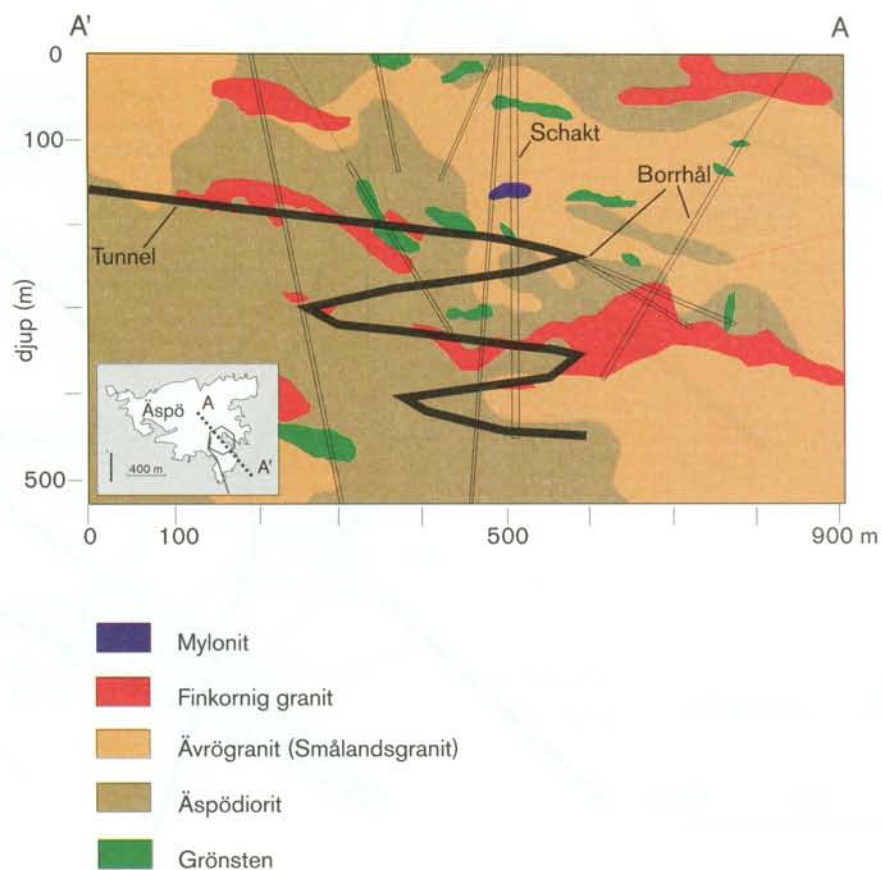 A'
A
0
100
500
djup (m)
Schakt
Borrhål
Tunnel
Äspö
A
A'
400 m
0
100
500
900 m
Mylonit
Finkornig granit
Ävrögranit (Smålandsgranit)
Äspödiorit
Grönsten